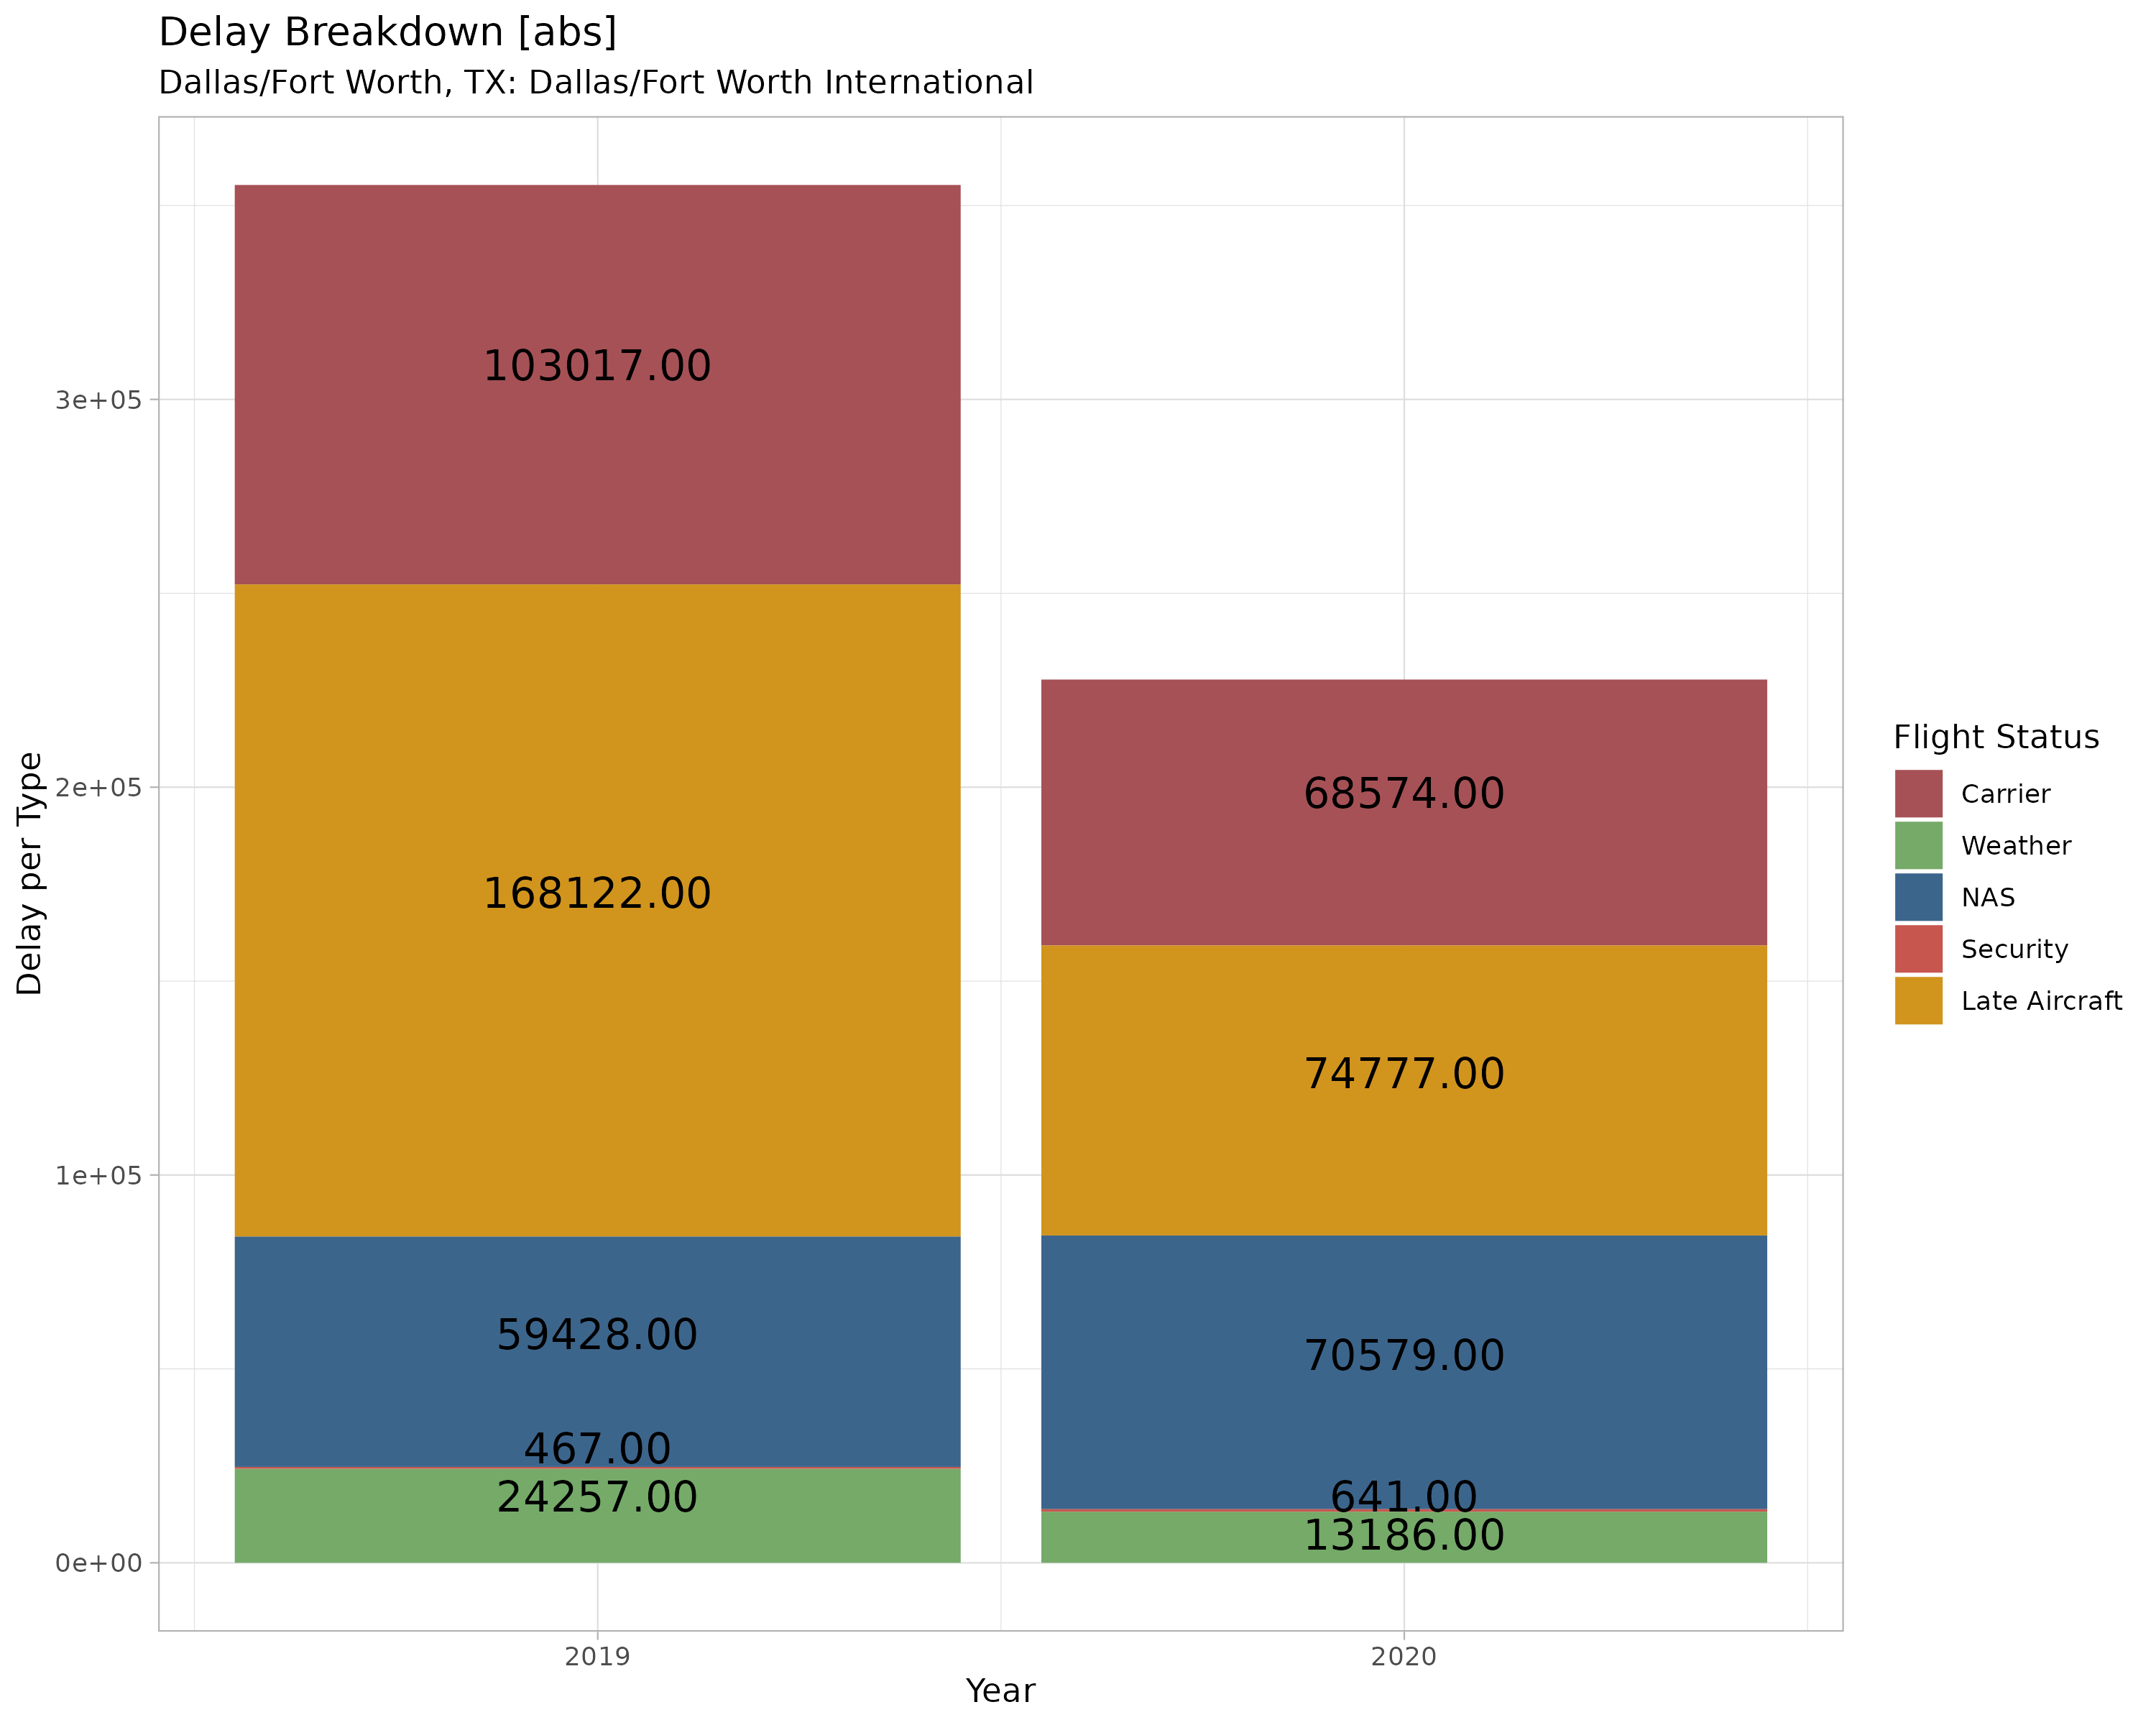 Delay Breakdown [abs]
Dallas/Fort Worth, TX: Dallas/Fort Worth International
Delay per Type
3e+05
2e+05
1e+05
0e+00
103017.00
168122.00
59428.00
467.00
24257.00
68574.00
74777.00
70579.00
641.00
13186.00
2019
2020
Year
Flight Status
Carrier
Weather
NAS
Security
Late Aircraft